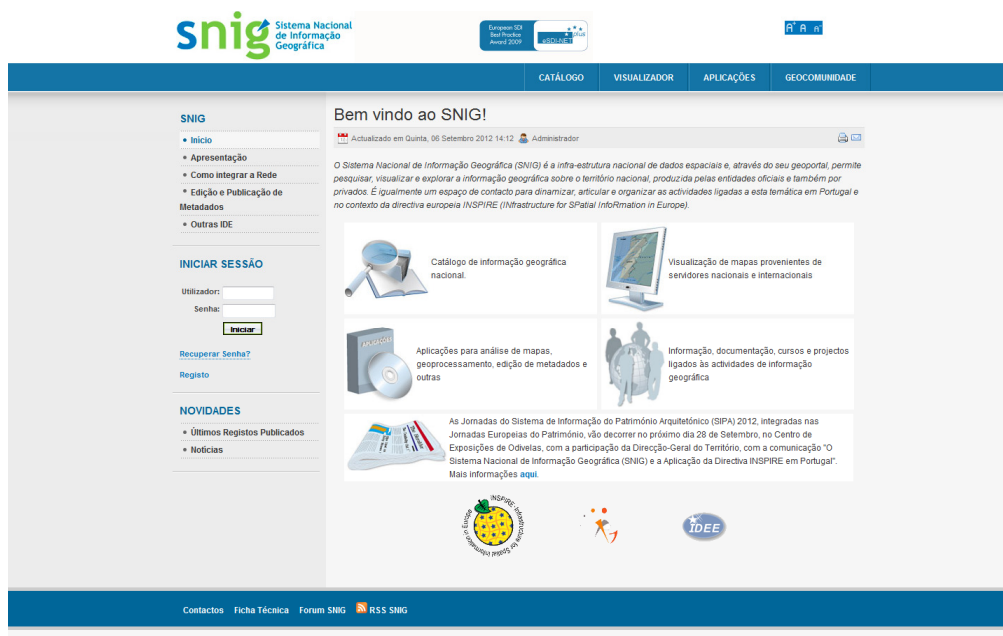 snig Sistema Nacional
de Informação
Geográfica
European SDI
Best Practice
Award 2009
eSDI-NET plus
A+ A A-
CATÁLOGO VISUALIZADOR APLICAÇÕES GEOCOMUNIDADE
SNIG
Início
Apresentação
Como integrar a Rede
Edição e Publicação de
Metadados
Outras IDE
INICIAR SESSÃO
Utilizador:
Senha:
Iniciar
Recuperar Senha?
Registo
NOVIDADES
Últimos Registos Publicados
Notícias
Bem vindo ao SNIG!
Actualizado em Quinta, 06 Setembro 2012 14:12 Administrador
O Sistema Nacional de Informação Geográfica (SNIG) é a infra-estrutura nacional de dados espaciais e, através do seu geoportal, permite
pesquisar, visualizar e explorar a informação geográfica sobre o território nacional, produzida pelas entidades oficiais e também por
privados. É igualmente um espaço de contacto para dinamizar, articular e organizar as actividades ligadas a esta temática em Portugal e
no contexto da directiva europeia INSPIRE (INfrastructure for SPatial InfoRmation in Europe).
Catálogo de informação geográfica
nacional.
Visualização de mapas provenientes de
servidores nacionais e internacionais
APLICAÇÕES
Aplicações para análise de mapas,
geoprocessamento, edição de metadados e
outras
Informação, documentação, cursos e projectos
ligados às actividades de informação
geográfica
As Jornadas do Sistema de Informação do Património Arquitetónico (SIPA) 2012, integradas nas
Jornadas Europeias do Património, vão decorrer no próximo dia 28 de Setembro, no Centro de
Exposições de Odivelas, com a participação da Direcção-Geral do Território, com a comunicação "O
Sistema Nacional de Informação Geográfica (SNIG) e a Aplicação da Directiva INSPIRE em Portugal".
Mais informações aqui.
INSPIRE: Infrastructure for Spatial Information in Europe
IDEE
Contactos Ficha Técnica Forum SNIG RSS SNIG